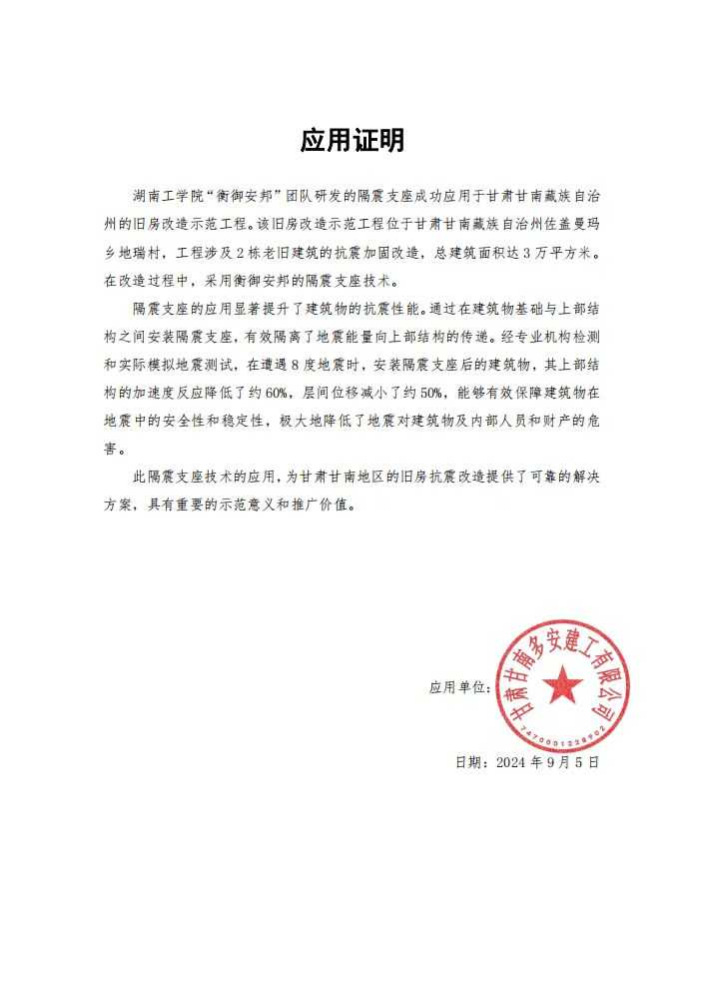 应用证明
湖南工学院“衡御安邦”团队研发的隔震支座成功应用于甘肃甘南藏族自治
州的旧房改造示范工程。该旧房改造示范工程位于甘肃甘南藏族自治州佐盖曼玛
乡地瑞村，工程涉及 2 栋老旧建筑的抗震加固改造，总建筑面积达 3 万平方米。
在改造过程中，采用衡御安邦的隔震支座技术。
隔震支座的应用显著提升了建筑物的抗震性能。通过在建筑物基础与上部结
构之间安装隔震支座，有效隔离了地震能量向上部结构的传递。经专业机构检测
和实际模拟地震测试，在遭遇 8 度地震时，安装隔震支座后的建筑物，其上部结
构的加速度反应降低了约 60%，层间位移减小了约 50%，能够有效保障建筑物在
地震中的安全性和稳定性，极大地降低了地震对建筑物及内部人员和财产的危
害。
此隔震支座技术的应用，为甘肃甘南地区的旧房抗震改造提供了可靠的解决
方案，具有重要的示范意义和推广价值。
应用单位：
甘肃甘南多安建工有限公司
7470001228902
日期：2024 年 9 月 5 日